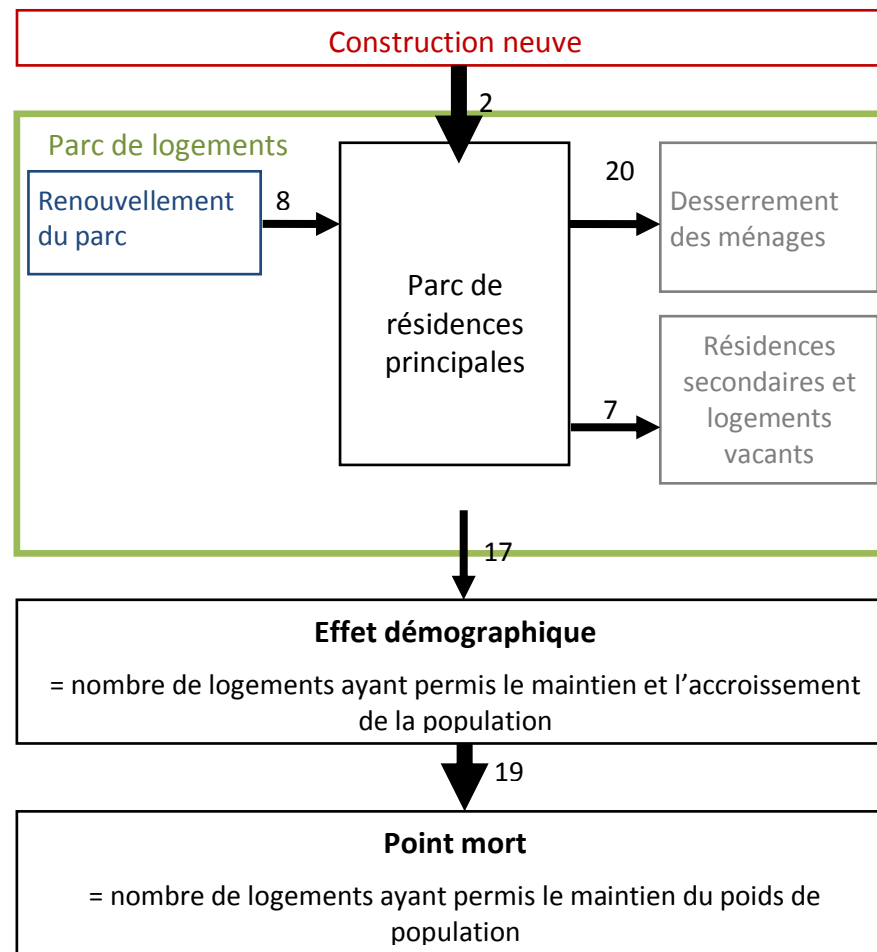 Construction neuve
2
Parc de logements
Renouvellement
du parc
8
Parc de
résidences
principales
20
Desserrement
des ménages
7
Résidences
secondaires et
logements
vacants
17
Effet démographique
= nombre de logements ayant permis le maintien et l’accroissement
de la population
19
Point mort
= nombre de logements ayant permis le maintien du poids de
population